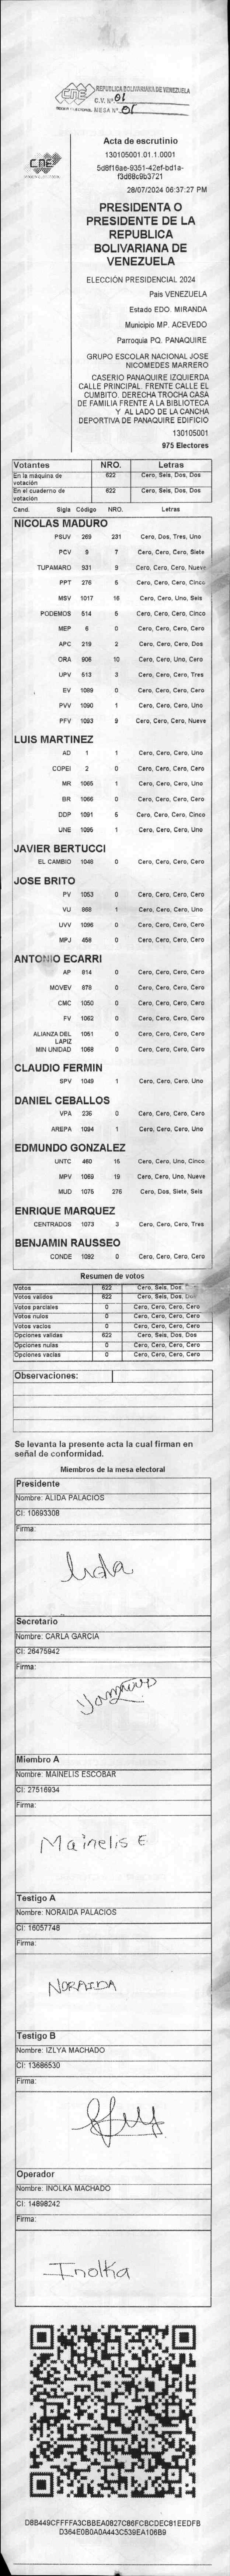 CNE
REPUBLICA BOLIVARIANA DE VENEZUELA
C.V. Nº 01
MESA Nº 01
CNE
Acta de escrutinio
130105001.01.1.0001
5d8f16ae-9351-42ef-bd1a-
f3d68c9b3721
28/07/2024 06:37:27 PM
PRESIDENTA O
PRESIDENTE DE LA
REPUBLICA
BOLIVARIANA DE
VENEZUELA
ELECCIÓN PRESIDENCIAL 2024
Pais VENEZUELA
Estado EDO. MIRANDA
Municipio MP. ACEVEDO
Parroquia PQ. PANAQUIRE
GRUPO ESCOLAR NACIONAL JOSE
NICOMEDES MARRERO
CASERIO PANAQUIRE IZQUIERDA
CALLE PRINCIPAL. FRENTE CALLE EL
CUMBITO. DERECHA TROCHA CASA
DE FAMILIA FRENTE A LA BIBLIOTECA
Y AL LADO DE LA CANCHA
DEPORTIVA DE PANAQUIRE EDIFICIO
130105001
975 Electores
Votantes NRO. Letras
En la máquina de votación 622 Cero, Seis, Dos, Dos
En el cuaderno de votación 622 Cero, Seis, Dos, Dos
Cand. Sigla Código NRO. Letras
NICOLAS MADURO
PSUV 269 231 Cero, Dos, Tres, Uno
PCV 9 7 Cero, Cero, Cero, Siete
TUPAMARO 931 9 Cero, Cero, Cero, Nueve
PPT 276 5 Cero, Cero, Cero, Cinco
MSV 1017 16 Cero, Cero, Uno, Seis
PODEMOS 514 5 Cero, Cero, Cero, Cinco
MEP 6 0 Cero, Cero, Cero, Cero
APC 219 2 Cero, Cero, Cero, Dos
ORA 906 10 Cero, Cero, Uno, Cero
UPV 513 3 Cero, Cero, Cero, Tres
EV 1089 0 Cero, Cero, Cero, Cero
PVV 1090 1 Cero, Cero, Cero, Uno
PFV 1093 9 Cero, Cero, Cero, Nueve
LUIS MARTINEZ
AD 1 1 Cero, Cero, Cero, Uno
COPEI 2 0 Cero, Cero, Cero, Cero
MR 1065 1 Cero, Cero, Cero, Uno
BR 1066 0 Cero, Cero, Cero, Cero
DDP 1091 5 Cero, Cero, Cero, Cinco
UNE 1095 1 Cero, Cero, Cero, Uno
JAVIER BERTUCCI
EL CAMBIO 1048 0 Cero, Cero, Cero, Cero
JOSE BRITO
PV 1053 0 Cero, Cero, Cero, Cero
VU 868 1 Cero, Cero, Cero, Uno
UVV 1096 0 Cero, Cero, Cero, Cero
MPJ 458 0 Cero, Cero, Cero, Cero
ANTONIO ECARRI
AP 814 0 Cero, Cero, Cero, Cero
MOVEV 878 0 Cero, Cero, Cero, Cero
CMC 1050 0 Cero, Cero, Cero, Cero
FV 1062 0 Cero, Cero, Cero, Cero
ALIANZA DEL LAPIZ 1051 0 Cero, Cero, Cero, Cero
MIN UNIDAD 1068 0 Cero, Cero, Cero, Cero
CLAUDIO FERMIN
SPV 1049 1 Cero, Cero, Cero, Uno
DANIEL CEBALLOS
VPA 236 0 Cero, Cero, Cero, Cero
AREPA 1094 1 Cero, Cero, Cero, Uno
EDMUNDO GONZALEZ
UNTC 460 15 Cero, Cero, Uno, Cinco
MPV 1069 19 Cero, Cero, Uno, Nueve
MUD 1075 276 Cero, Dos, Siete, Seis
ENRIQUE MARQUEZ
CENTRADOS 1073 3 Cero, Cero, Cero, Tres
BENJAMIN RAUSSEO
CONDE 1092 0 Cero, Cero, Cero, Cero
Resumen de votos
Votos 622 Cero, Seis, Dos, Dos
Votos validos 622 Cero, Seis, Dos, Dos
Votos parciales 0 Cero, Cero, Cero, Cero
Votos nulos 0 Cero, Cero, Cero, Cero
Votos vacios 0 Cero, Cero, Cero, Cero
Opciones validas 622 Cero, Seis, Dos, Dos
Opciones nulas 0 Cero, Cero, Cero, Cero
Opciones vacias 0 Cero, Cero, Cero, Cero
Observaciones:
Se levanta la presente acta la cual firman en
señal de conformidad.
Miembros de la mesa electoral
Presidente
Nombre: ALIDA PALACIOS
CI: 10693308
Firma:
Secretario
Nombre: CARLA GARCIA
CI: 26475942
Firma:
Miembro A
Nombre: MAINELIS ESCOBAR
CI: 27516934
Firma:
Mainelis E
Testigo A
Nombre: NORAIDA PALACIOS
CI: 16057748
Firma:
NORAIDA
Testigo B
Nombre: IZLYA MACHADO
CI: 13686530
Firma:
Operador
Nombre: INOLKA MACHADO
CI: 14898242
Firma:
Inolka
D8B449CFFFFA3CBBEA0827C86FCBCDEC81EEDFB
D364E0B0A0A443C539EA106B9